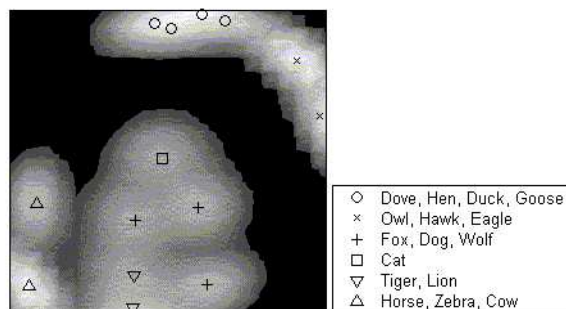 Dove, Hen, Duck, Goose
Owl, Hawk, Eagle
Fox, Dog, Wolf
Cat
Tiger, Lion
Horse, Zebra, Cow